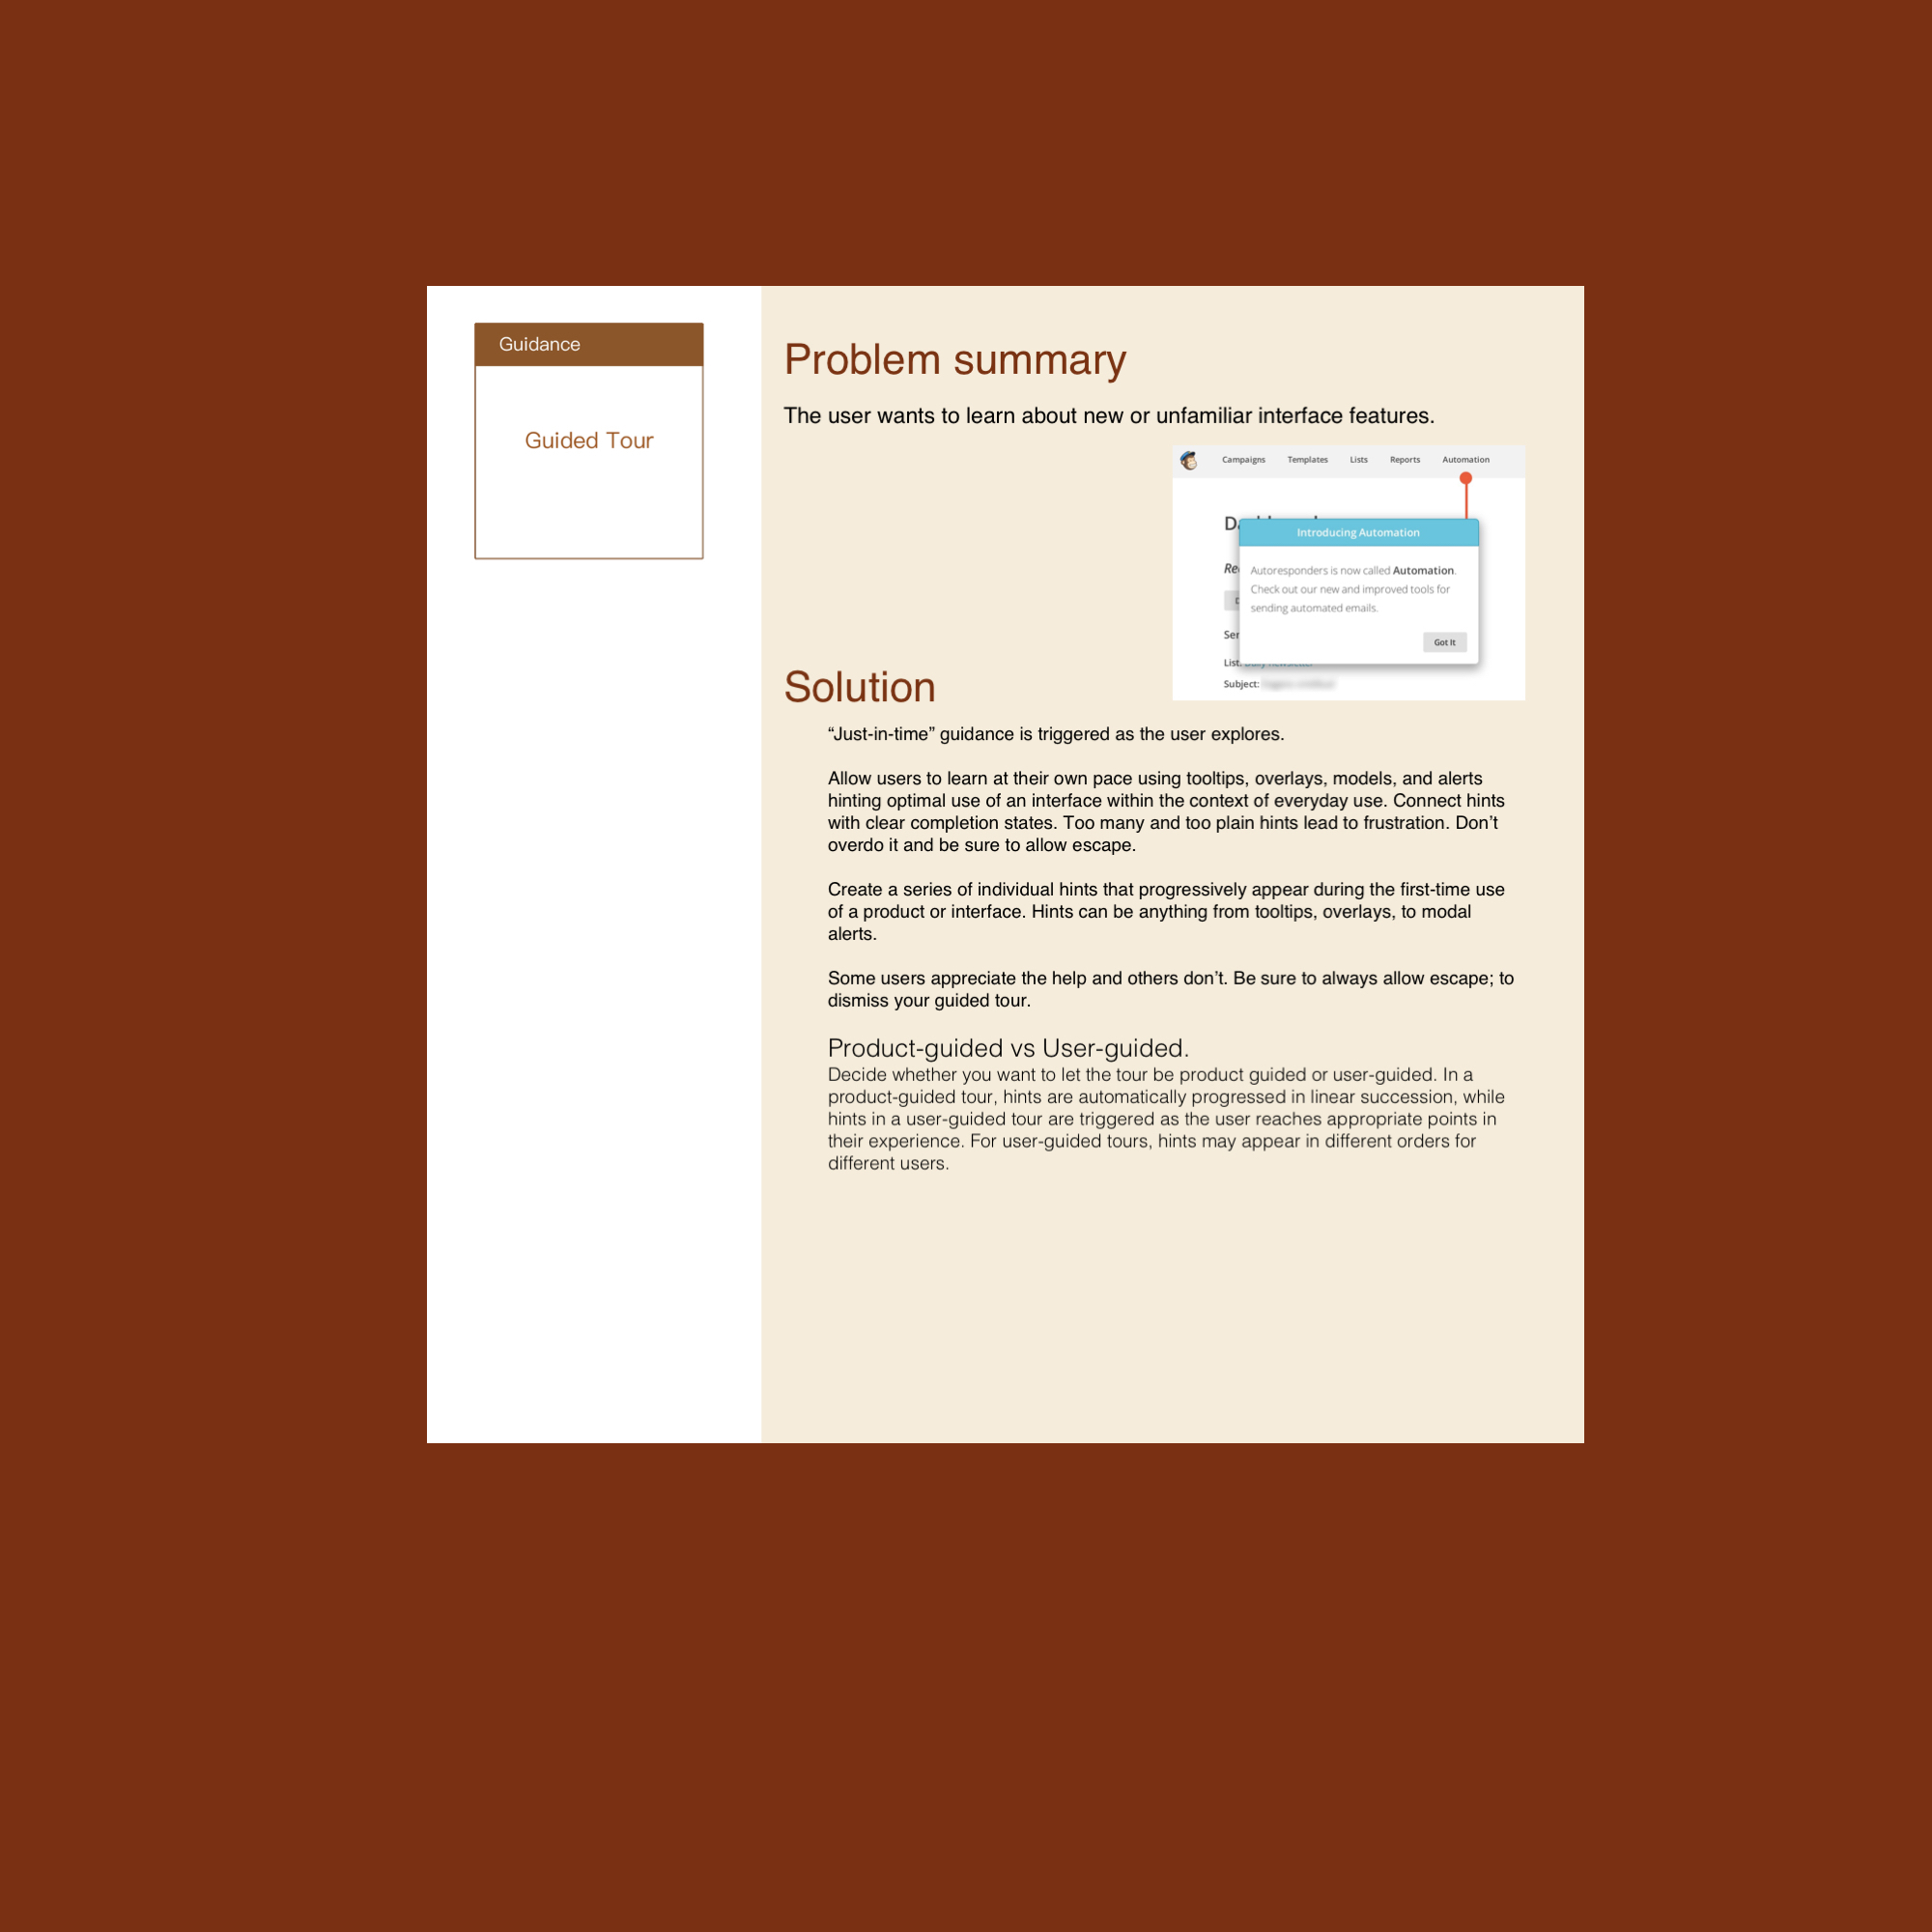 Guidance
Guided Tour
Problem summary
The user wants to learn about new or unfamiliar interface features.
Campaigns Templates Lists Reports Automation
Introducing Automation
Re
Autoresponders is now called Automation.
Check out our new and improved tools for
sending automated emails.
Got It
List:
Subject:
Solution
“Just-in-time” guidance is triggered as the user explores.
Allow users to learn at their own pace using tooltips, overlays, models, and alerts
hinting optimal use of an interface within the context of everyday use. Connect hints
with clear completion states. Too many and too plain hints lead to frustration. Don’t
overdo it and be sure to allow escape.
Create a series of individual hints that progressively appear during the first-time use
of a product or interface. Hints can be anything from tooltips, overlays, to modal
alerts.
Some users appreciate the help and others don’t. Be sure to always allow escape; to
dismiss your guided tour.
Product-guided vs User-guided.
Decide whether you want to let the tour be product guided or user-guided. In a
product-guided tour, hints are automatically progressed in linear succession, while
hints in a user-guided tour are triggered as the user reaches appropriate points in
their experience. For user-guided tours, hints may appear in different orders for
different users.